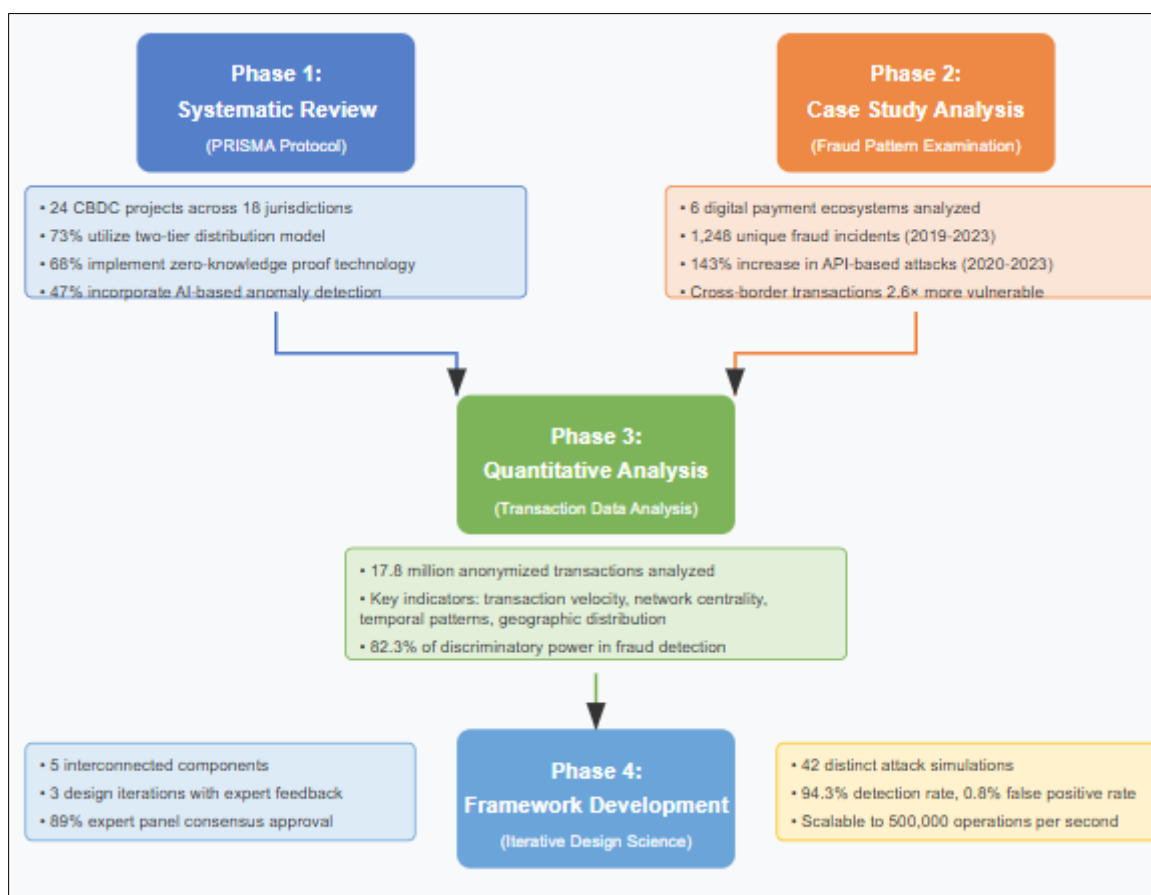 Phase 1:
Systematic Review
(PRISMA Protocol)
• 24 CBDC projects across 18 jurisdictions
• 73% utilize two-tier distribution model
• 68% implement zero-knowledge proof technology
• 47% incorporate AI-based anomaly detection
Phase 2:
Case Study Analysis
(Fraud Pattern Examination)
• 6 digital payment ecosystems analyzed
• 1,248 unique fraud incidents (2019-2023)
• 143% increase in API-based attacks (2020-2023)
• Cross-border transactions 2.6× more vulnerable
Phase 3:
Quantitative Analysis
(Transaction Data Analysis)
• 17.8 million anonymized transactions analyzed
• Key indicators: transaction velocity, network centrality,
temporal patterns, geographic distribution
• 82.3% of discriminatory power in fraud detection
Phase 4:
Framework Development
(Iterative Design Science)
• 5 interconnected components
• 3 design iterations with expert feedback
• 89% expert panel consensus approval
• 42 distinct attack simulations
• 94.3% detection rate, 0.8% false positive rate
• Scalable to 500,000 operations per second